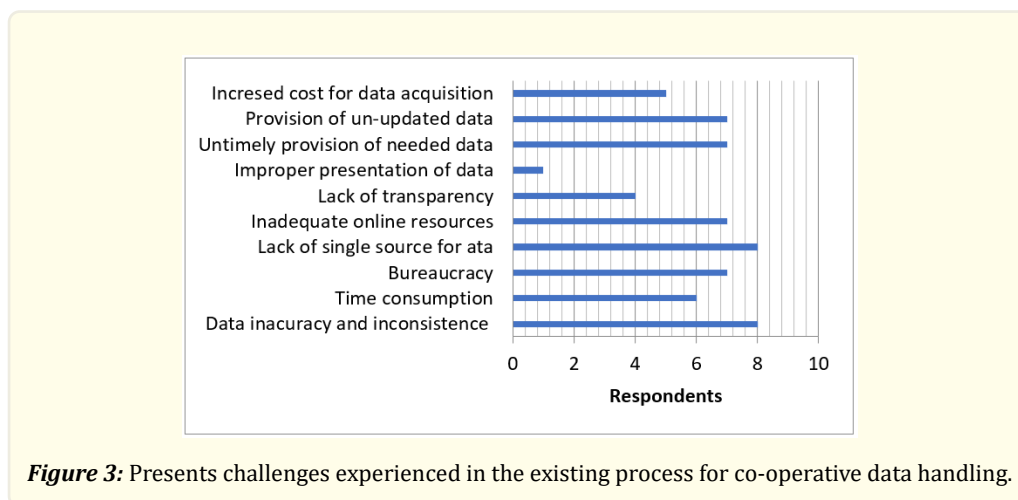 Incresed cost for data acquisition
Provision of un-updated data
Untimely provision of needed data
Improper presentation of data
Lack of transparency
Inadequate online resources
Lack of single source for ata
Bureaucracy
Time consumption
Data inacuracy and inconsistence
0 2 4 6 8 10
Respondents
Figure 3: Presents challenges experienced in the existing process for co-operative data handling.